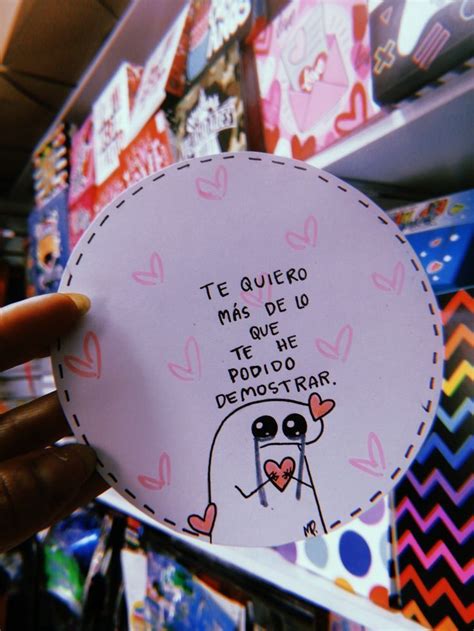 TE QUIERO
MÁS DE LO
QUE
TE HE
PODIDO
DEMOSTRAR.